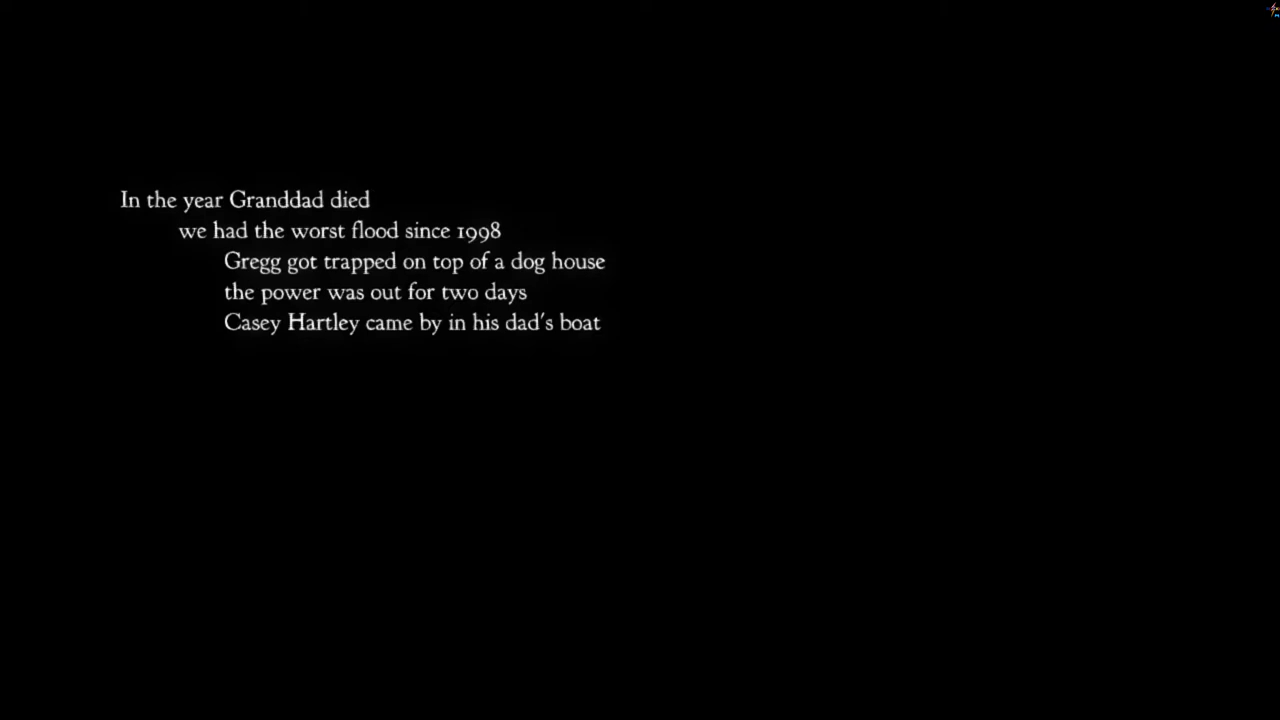 In the year Granddad died
we had the worst flood since 1998
Gregg got trapped on top of a dog house
the power was out for two days
Casey Hartley came by in his dad's boat